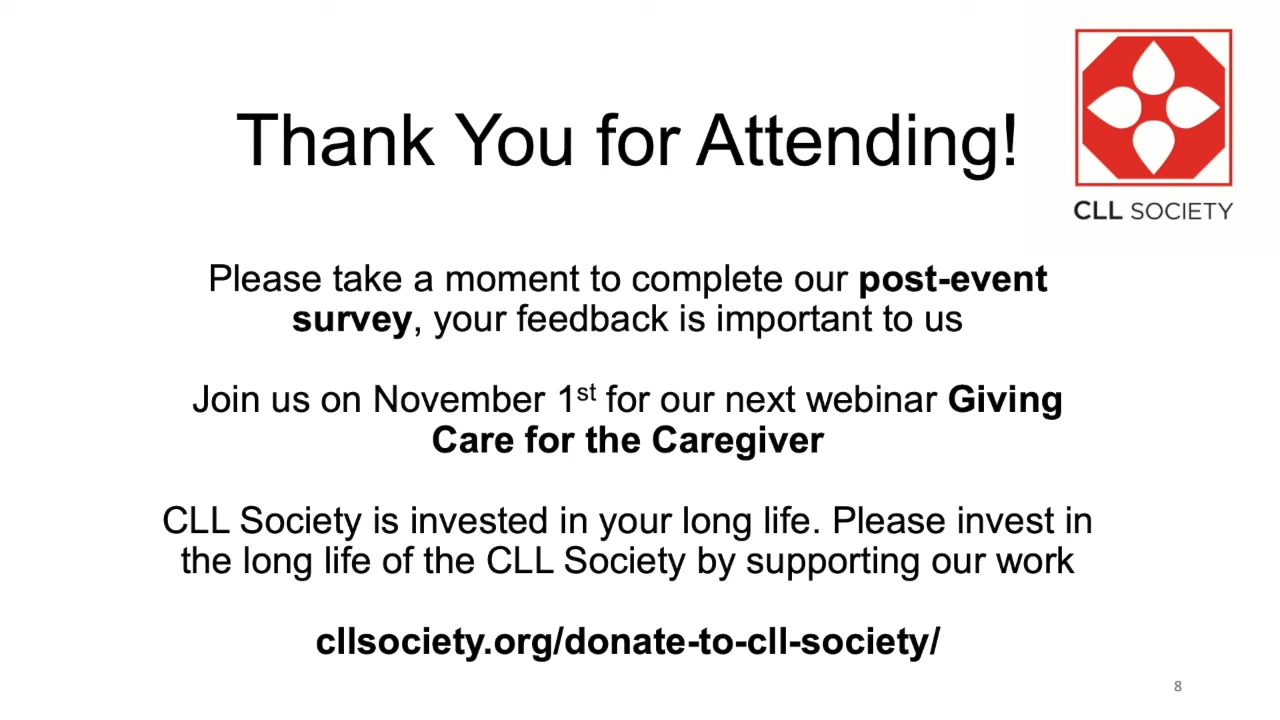 Thank You for Attending!
CLL SOCIETY
Please take a moment to complete our post-event
survey, your feedback is important to us
Join us on November 1st for our next webinar Giving
Care for the Caregiver
CLL Society is invested in your long life. Please invest in
the long life of the CLL Society by supporting our work
cllsociety.org/donate-to-cll-society/
8